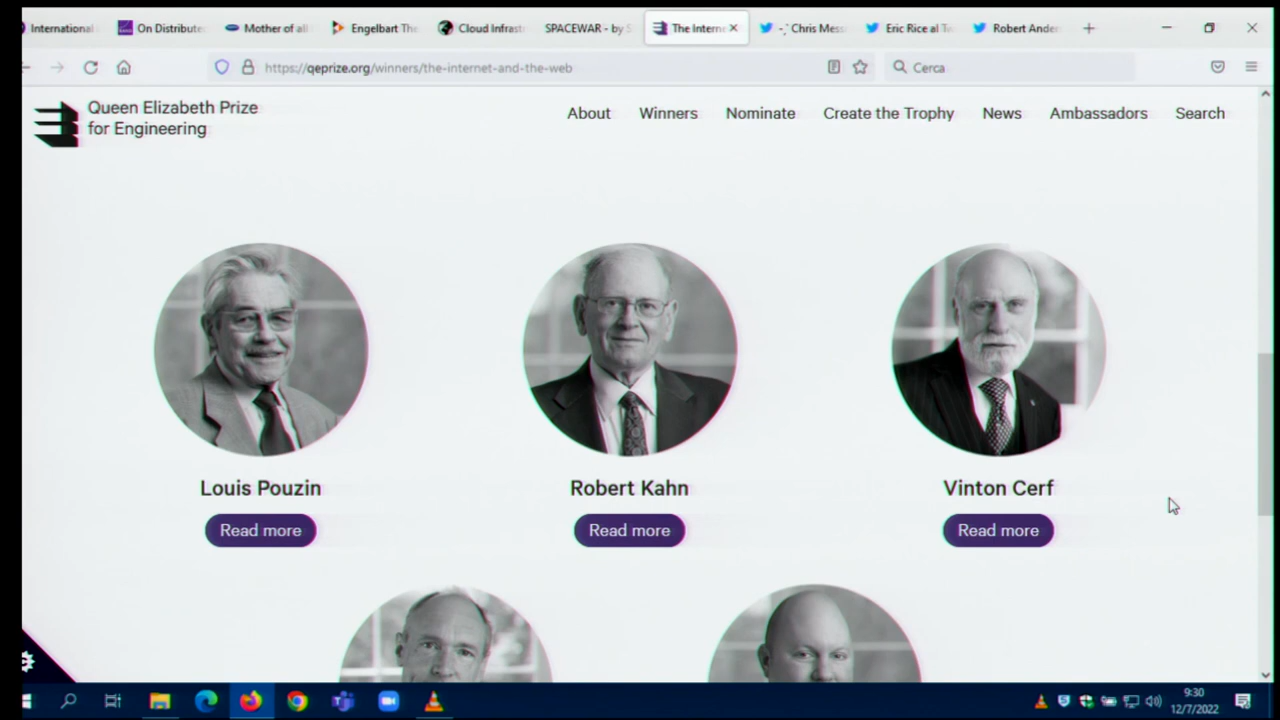 International
On Distribute
Mother of all
Engelbart The
Cloud Infrast
SPACEWAR - by S
The Interne
Chris Mess
Eric Rice al T
Robert Ande
https://qeprize.org/winners/the-internet-and-the-web
Cerca
Queen Elizabeth Prize
for Engineering
About Winners Nominate Create the Trophy News Ambassadors Search
Louis Pouzin
Robert Kahn
Vinton Cerf
Read more
Read more
Read more
9:30
12/7/2022